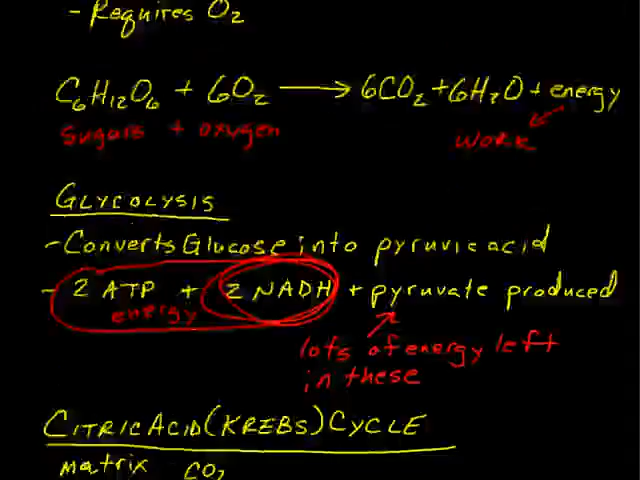 - Requires O2
C6H12O6 + 6O2 → 6CO2 + 6H2O + energy
sugars + oxygen
work
GLYCOLYSIS
- Converts Glucose into pyruvic acid
- 2 ATP + 2 NADH + pyruvate produced
energy
lots of energy left
in these
CITRIC ACID (KREBS) CYCLE
matrix CO2